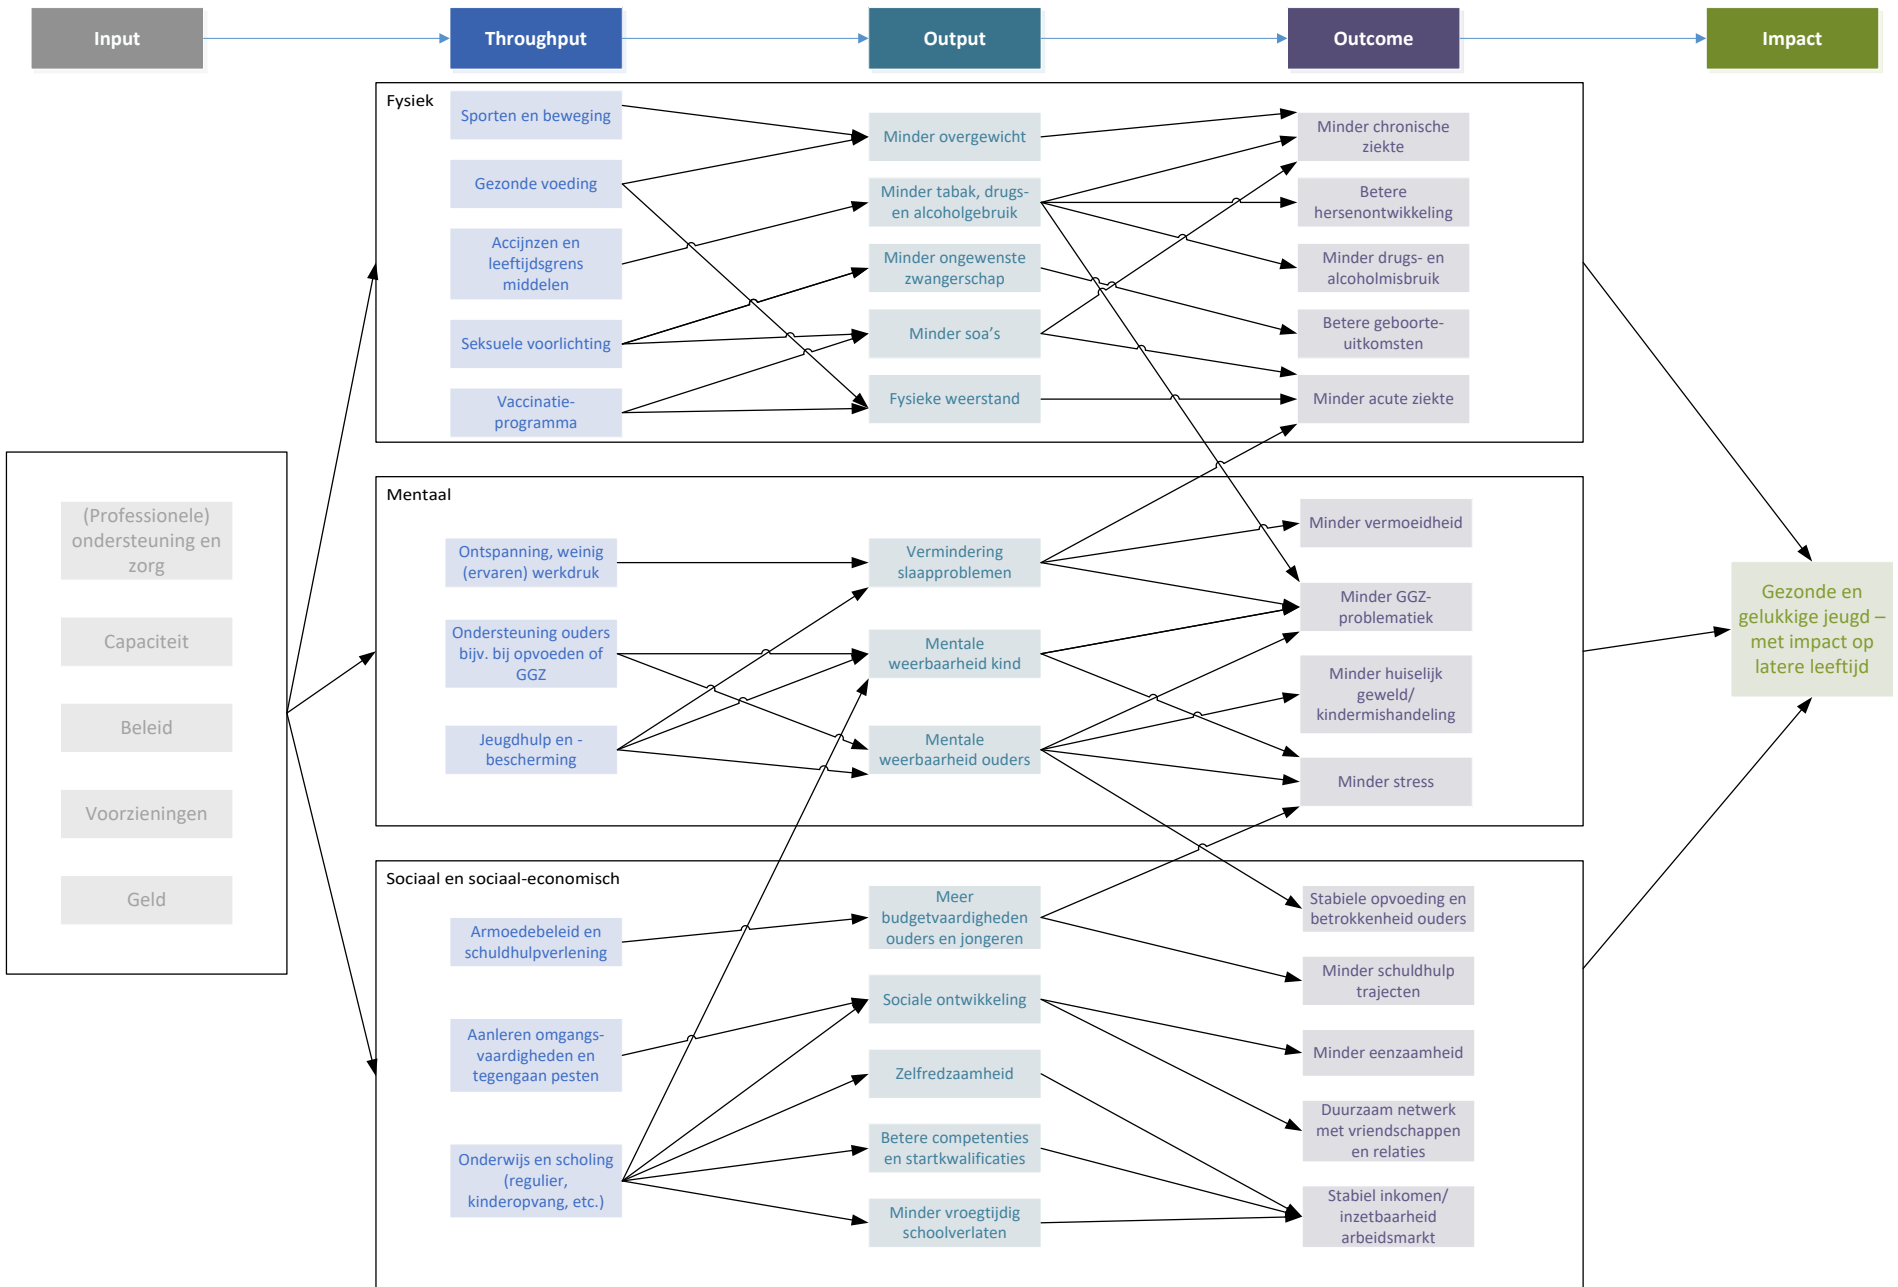 Input
Throughput
Output
Outcome
Impact
Fysiek
Sporten en beweging
Gezonde voeding
Accijnzen en
leeftijdsgrens
middelen
Seksuele voorlichting
Vaccinatie-
programma
Minder overgewicht
Minder tabak, drugs-
en alcoholgebruik
Minder ongewenste
zwangerschap
Minder soa's
Fysieke weerstand
Minder chronische
ziekte
Betere
hersenontwikkeling
Minder drugs- en
alcoholmisbruik
Betere geboorte-
uitkomsten
Minder acute ziekte
(Professionele)
ondersteuning en
zorg
Capaciteit
Beleid
Voorzieningen
Geld
Mentaal
Ontspanning, weinig
(ervaren) werkdruk
Ondersteuning ouders
bijv. bij opvoeden of
GGZ
Jeugdhulp en -
bescherming
Vermindering
slaapproblemen
Mentale
weerbaarheid kind
Mentale
weerbaarheid ouders
Minder vermoeidheid
Minder GGZ-
problematiek
Minder huiselijk
geweld/
kindermishandeling
Minder stress
Gezonde en
gelukkige jeugd –
met impact op
latere leeftijd
Sociaal en sociaal-economisch
Armoedebeleid en
schuldhulpverlening
Aanleren omgangs-
vaardigheden en
tegengaan pesten
Onderwijs en scholing
(regulier,
kinderopvang, etc.)
Meer
budgetvaardigheden
ouders en jongeren
Sociale ontwikkeling
Zelfredzaamheid
Betere competenties
en startkwalificaties
Minder vroegtijdig
schoolverlaten
Stabiele opvoeding en
betrokkenheid ouders
Minder schuldhulp
trajecten
Minder eenzaamheid
Duurzaam netwerk
met vriendschappen
en relaties
Stabiel inkomen/
inzetbaarheid
arbeidsmarkt